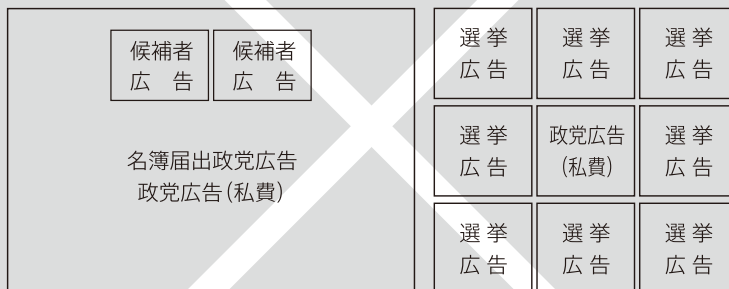 候補者
広 告
候補者
広 告
名簿届出政党広告
政党広告(私費)
選 挙
広 告
選 挙
広 告
選 挙
広 告
選 挙
広 告
政党広告
(私費)
選 挙
広 告
選 挙
広 告
選 挙
広 告
選 挙
広 告